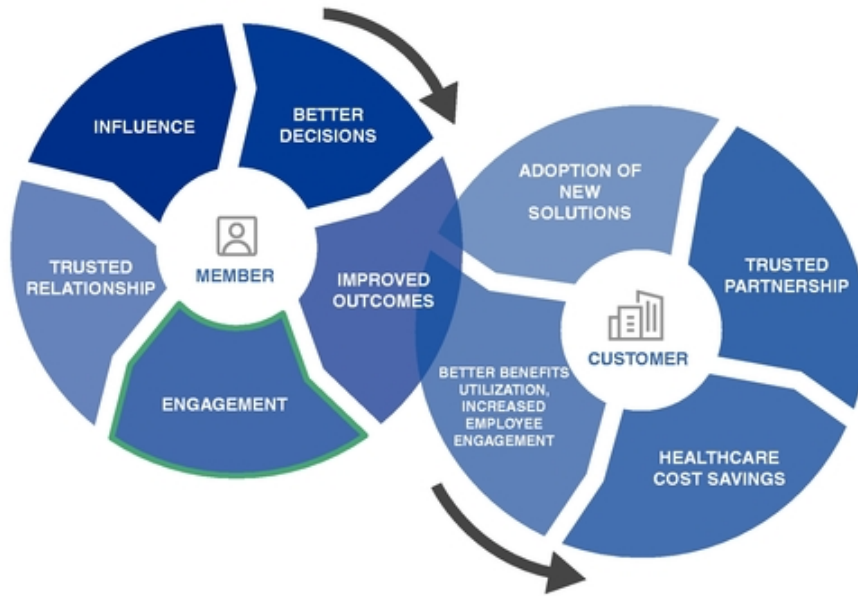 INFLUENCE
BETTER
DECISIONS
TRUSTED
RELATIONSHIP
MEMBER
IMPROVED
OUTCOMES
ENGAGEMENT
ADOPTION OF
NEW
SOLUTIONS
TRUSTED
PARTNERSHIP
CUSTOMER
BETTER BENEFITS
UTILIZATION,
INCREASED
EMPLOYEE
ENGAGEMENT
HEALTHCARE
COST SAVINGS